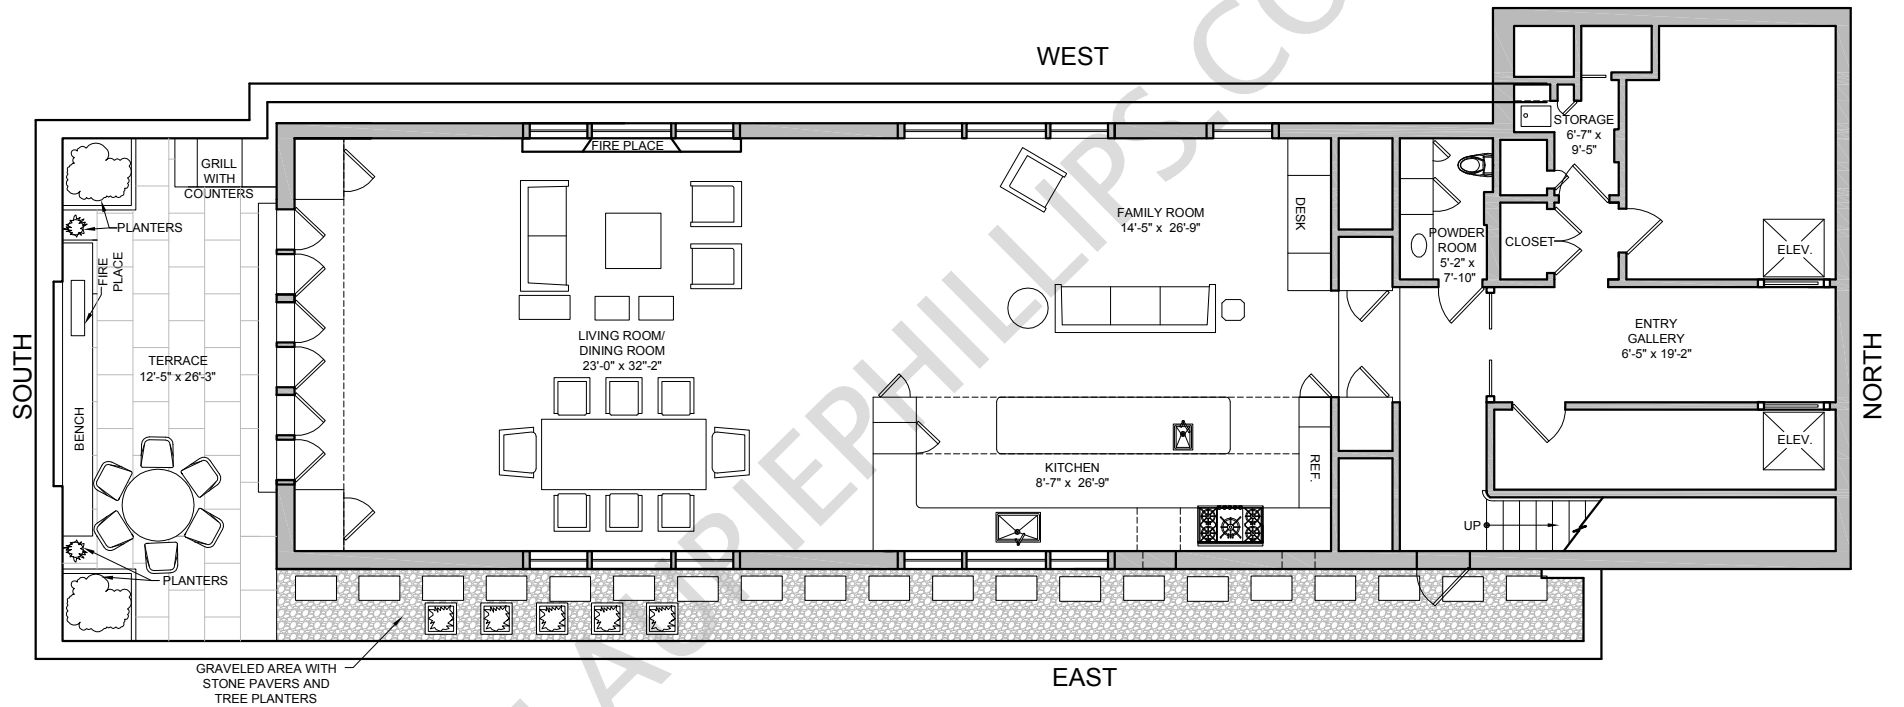 WEST
FIRE PLACE
GRILL
WITH
COUNTERS
STORAGE
6'-7" x
9'-5"
PLANTERS
FIRE
PLACE
FAMILY ROOM
14'-5" x 26'-9"
DESK
POWDER
ROOM
5'-2" x
7'-10"
CLOSET
ELEV.
SOUTH
TERRACE
12'-5" x 26'-3"
BENCH
LIVING ROOM/
DINING ROOM
23'-0" x 32"-2"
ENTRY
GALLERY
6'-5" x 19'-2"
NORTH
KITCHEN
8'-7" x 26'-9"
REF.
ELEV.
UP
PLANTERS
GRAVELED AREA WITH
STONE PAVERS AND
TREE PLANTERS
EAST
LAURIEPHILLIPS.CO